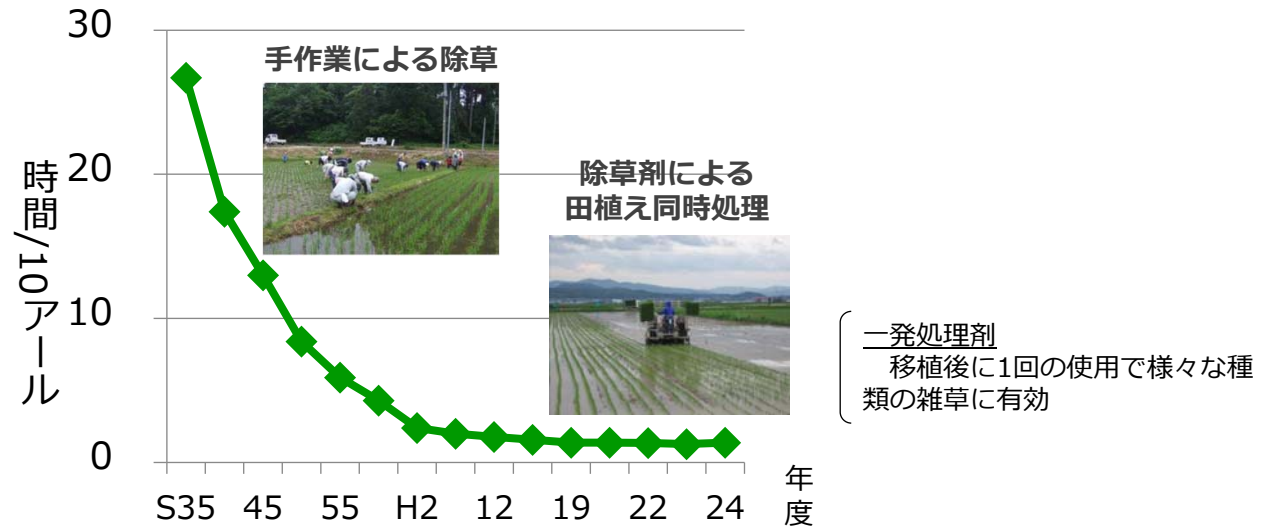 30
20
10
0
時間/10アール
手作業による除草
除草剤による
田植え同時処理
S35 45 55 H2 12 19 22 24
年度
一発処理剤
　移植後に1回の使用で様々な種
類の雑草に有効